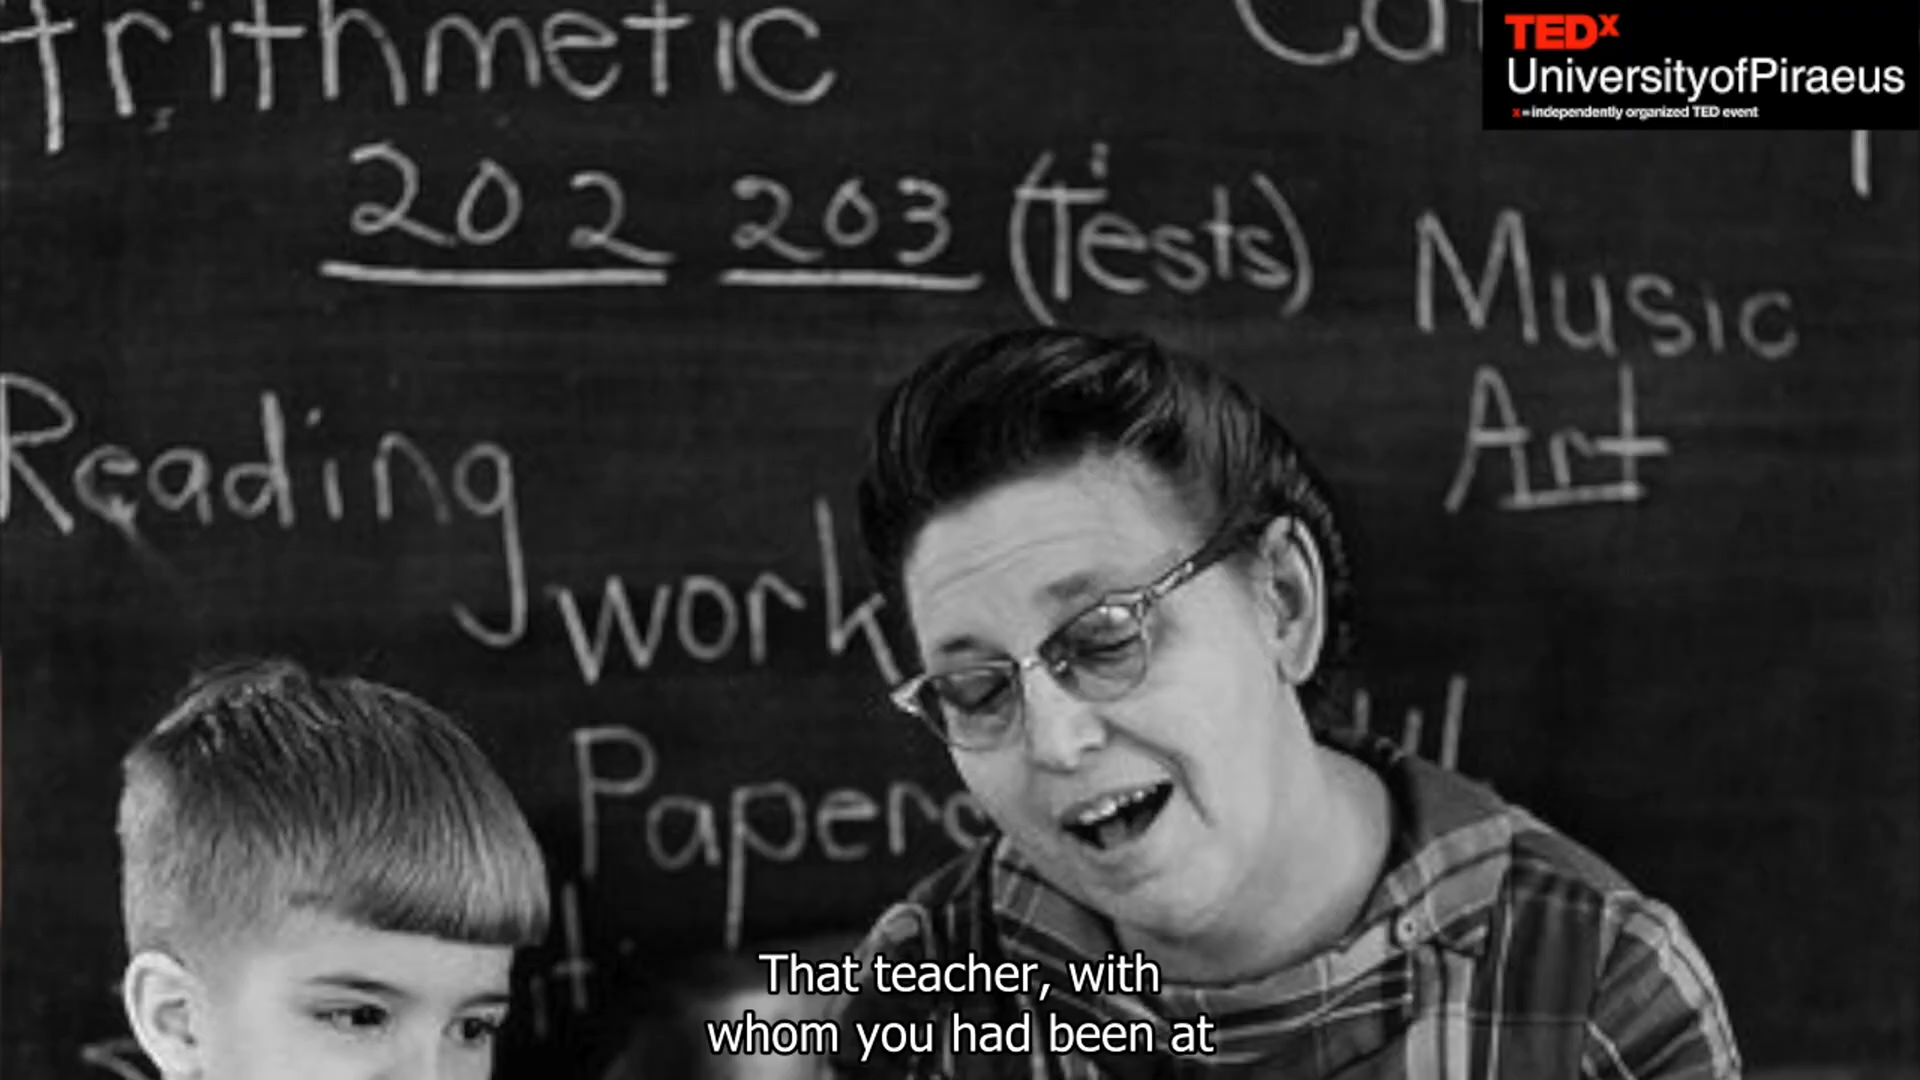 TEDx
UniversityofPiraeus
x=independently organized TED event
rithmetic
202 203 (Tests)
Music
Art
Reading
work
Paper
That teacher, with
whom you had been at